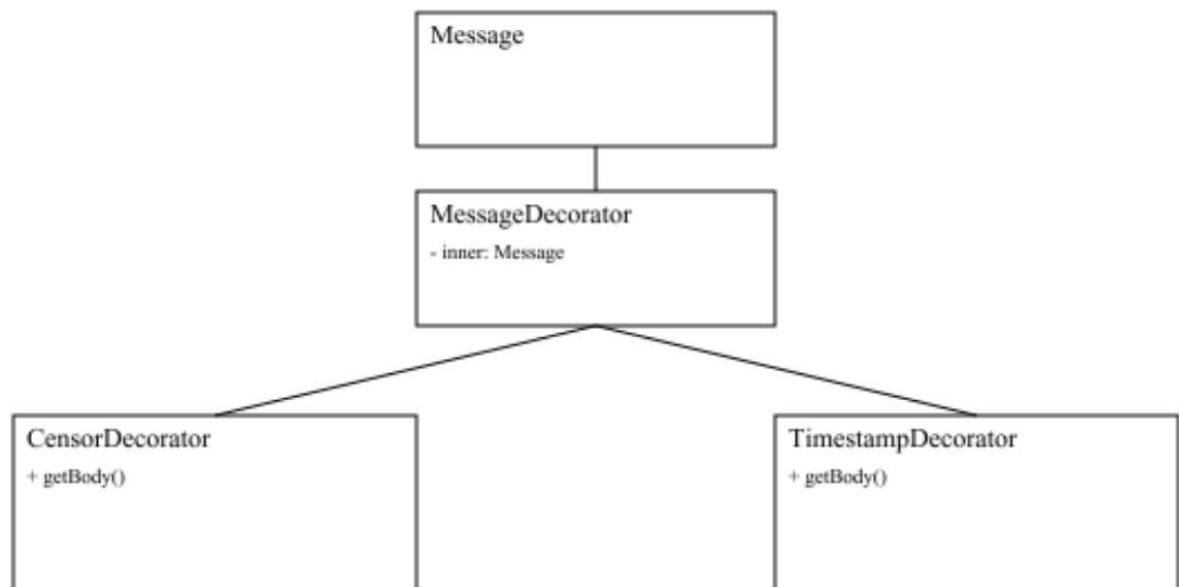 Message
MessageDecorator
- inner: Message
CensorDecorator
+ getBody()
TimestampDecorator
+ getBody()